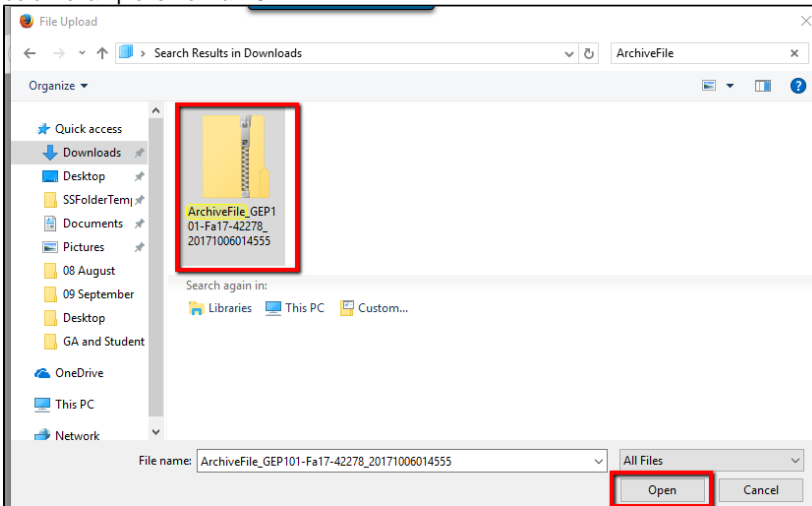 File Upload
Search Results in Downloads
ArchiveFile
Organize
Quick access
Downloads
Desktop
SSFolderTem
Documents
Pictures
08 August
09 September
Desktop
GA and Student
OneDrive
This PC
Network
ArchiveFile_GEP1
01-Fa17-42278_
20171006014555
Search again in:
Libraries This PC Custom...
File name: ArchiveFile_GEP101-Fa17-42278_20171006014555 All Files
Open Cancel